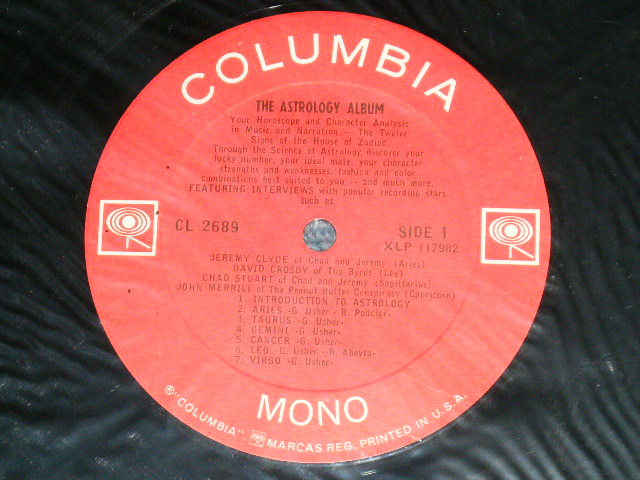 COLUMBIA
THE ASTROLOGY ALBUM
Your Horoscope and Character Analysis
in Music and Narration -- The Twelve
Signs of the House of Zodiac
Through the Science of Astrology discover your
lucky number, your ideal mate, your character
strengths and weaknesses, fashion and color
combinations best suited to you -- and much more.
FEATURING INTERVIEWS with popular recording stars
such as
CL 2689
SIDE 1
XLP 117982
JEREMY CLYDE of Chad and Jeremy (Aries)
DAVID CROSBY of The Byrds (Leo)
CHAD STUART of Chad and Jeremy (Sagittarius)
JOHN MERRILL of The Peanut Butter Conspiracy (Capricorn)
1. INTRODUCTION TO ASTROLOGY
2. ARIES -G. Usher - R. Podolor-
3. TAURUS -G. Usher-
4. GEMINI -G. Usher-
5. CANCER -G. Usher-
6. LEO -G. Usher - R. Abeyta-
7. VIRGO -G. Usher-
MONO
® "COLUMBIA", MARCAS REG. PRINTED IN U.S.A.